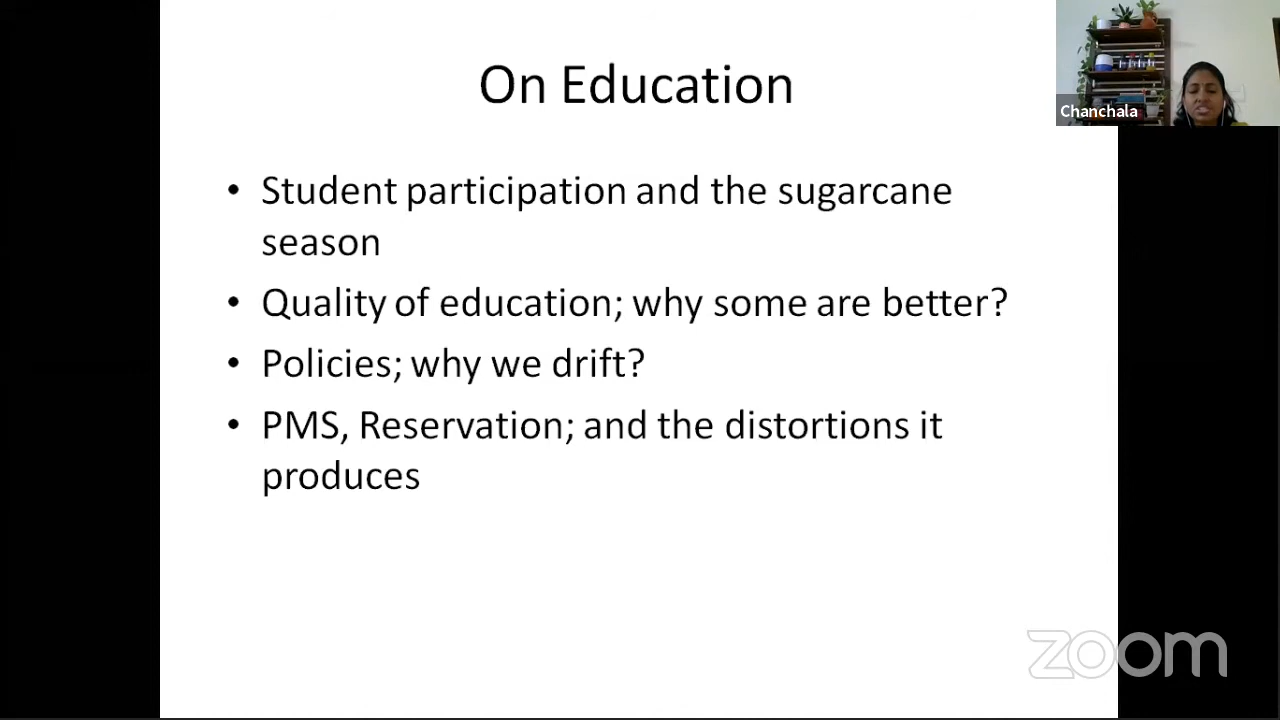 On Education
Chanchala
• Student participation and the sugarcane
season
• Quality of education; why some are better?
• Policies; why we drift?
• PMS, Reservation; and the distortions it
produces
zoom